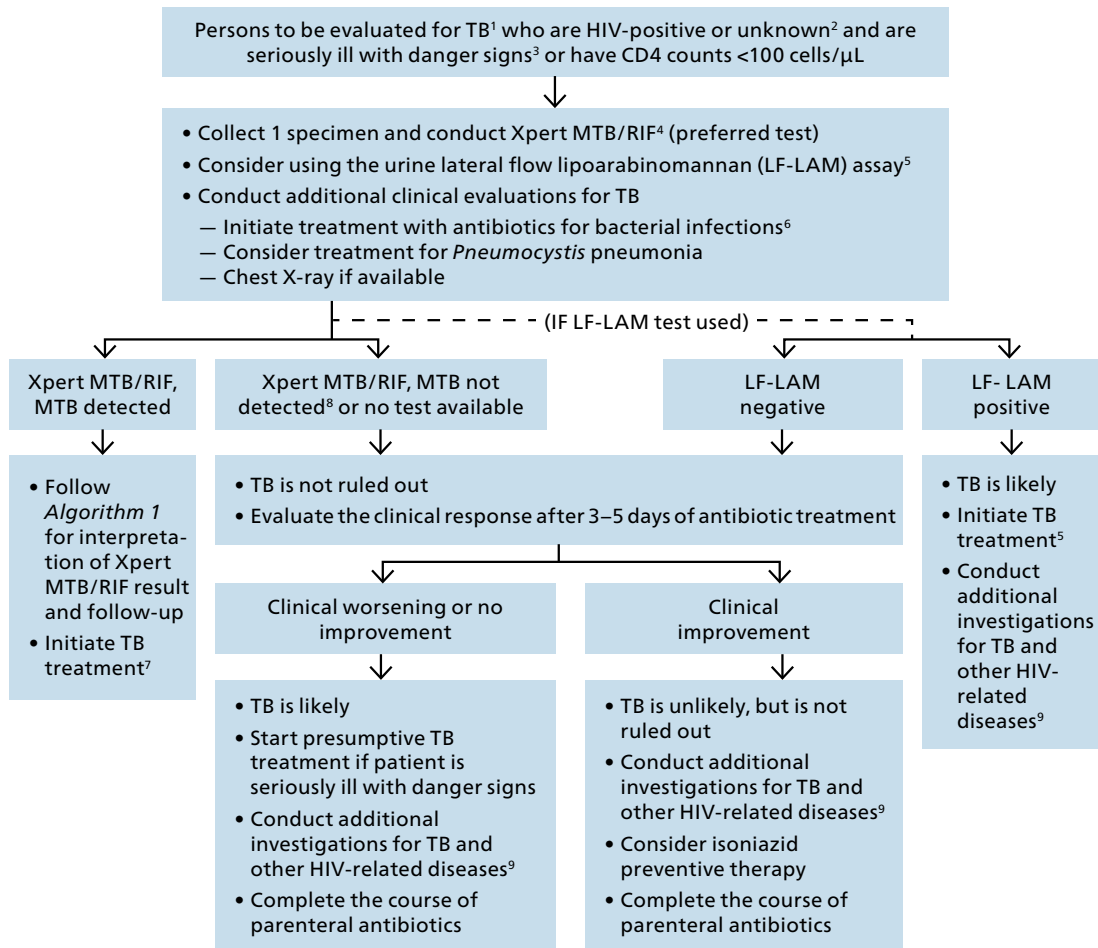 Persons to be evaluated for TB¹ who are HIV-positive or unknown² and are
seriously ill with danger signs³ or have CD4 counts <100 cells/µL
• Collect 1 specimen and conduct Xpert MTB/RIF⁴ (preferred test)
• Consider using the urine lateral flow lipoarabinomannan (LF-LAM) assay⁵
• Conduct additional clinical evaluations for TB
— Initiate treatment with antibiotics for bacterial infections⁶
— Consider treatment for Pneumocystis pneumonia
— Chest X-ray if available
(IF LF-LAM test used)
Xpert MTB/RIF,
MTB detected
Xpert MTB/RIF, MTB not
detected⁸ or no test available
LF-LAM
negative
LF- LAM
positive
• Follow
Algorithm 1
for interpreta-
tion of Xpert
MTB/RIF result
and follow-up
• Initiate TB
treatment⁷
• TB is not ruled out
• Evaluate the clinical response after 3–5 days of antibiotic treatment
• TB is likely
• Initiate TB
treatment⁵
• Conduct
additional
investigations
for TB and
other HIV-
related
diseases⁹
Clinical worsening or no
improvement
Clinical
improvement
• TB is likely
• Start presumptive TB
treatment if patient is
seriously ill with danger signs
• Conduct additional
investigations for TB and
other HIV-related diseases⁹
• Complete the course of
parenteral antibiotics
• TB is unlikely, but is not
ruled out
• Conduct additional
investigations for TB and
other HIV-related diseases⁹
• Consider isoniazid
preventive therapy
• Complete the course of
parenteral antibiotics